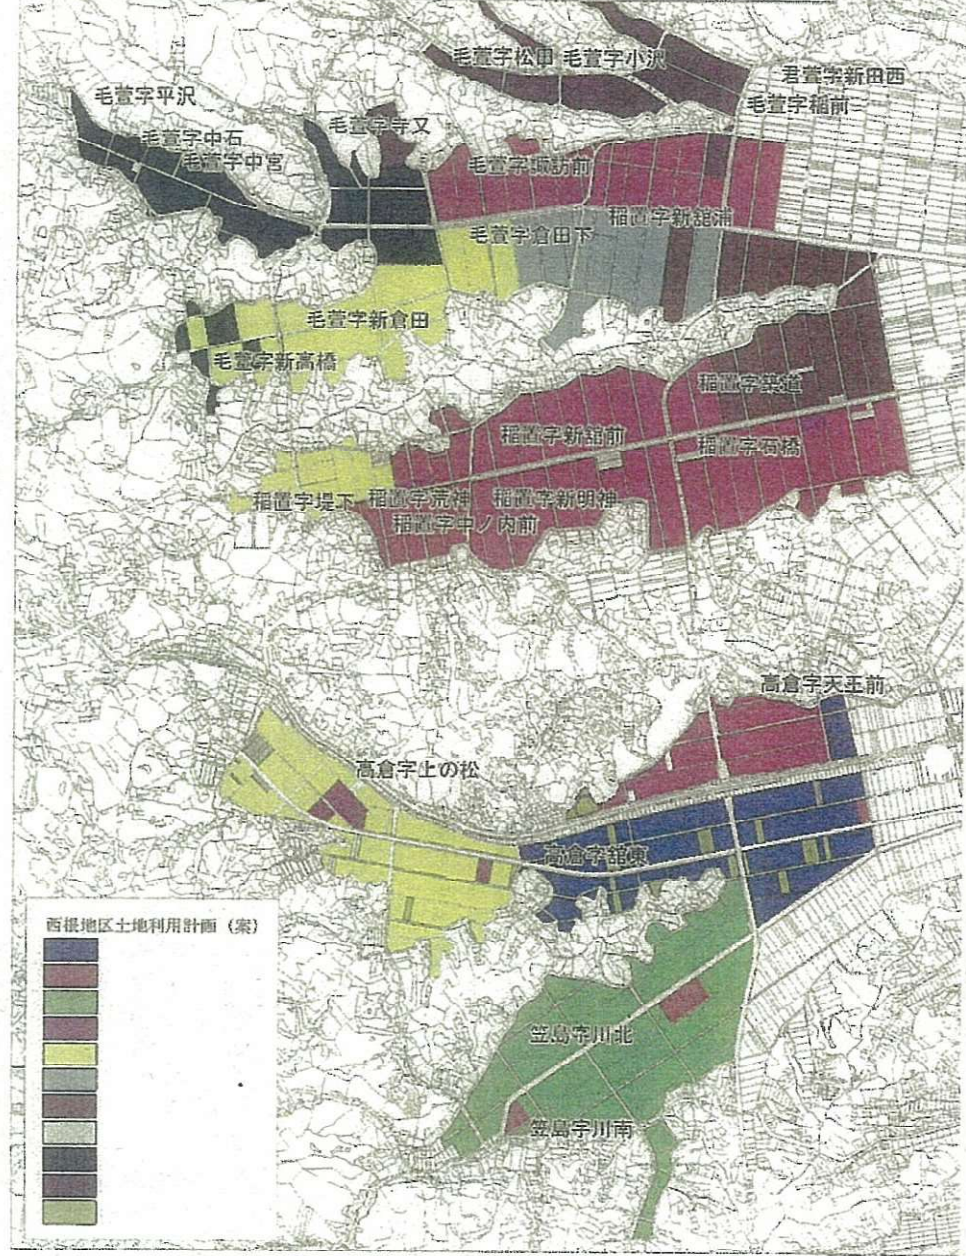 毛萱字松田
毛萱字小沢
君萱字新田西
毛萱字稲前
毛萱字平沢
毛萱字寺又
毛萱字中石
毛萱字中宮
毛萱字諏訪前
稲置字新舘浦
毛萱字倉田下
毛萱字新倉田
毛萱字新高橋
稲置字築道
稲置字新舘前
稲置字石橋
稲置字堤下
稲置字荒神
稲置字新明神
稲置字中ノ内前
高倉字天王前
高倉字上の松
高倉字舘東
西根地区土地利用計画（案）
笠島字川北
笠島字川南